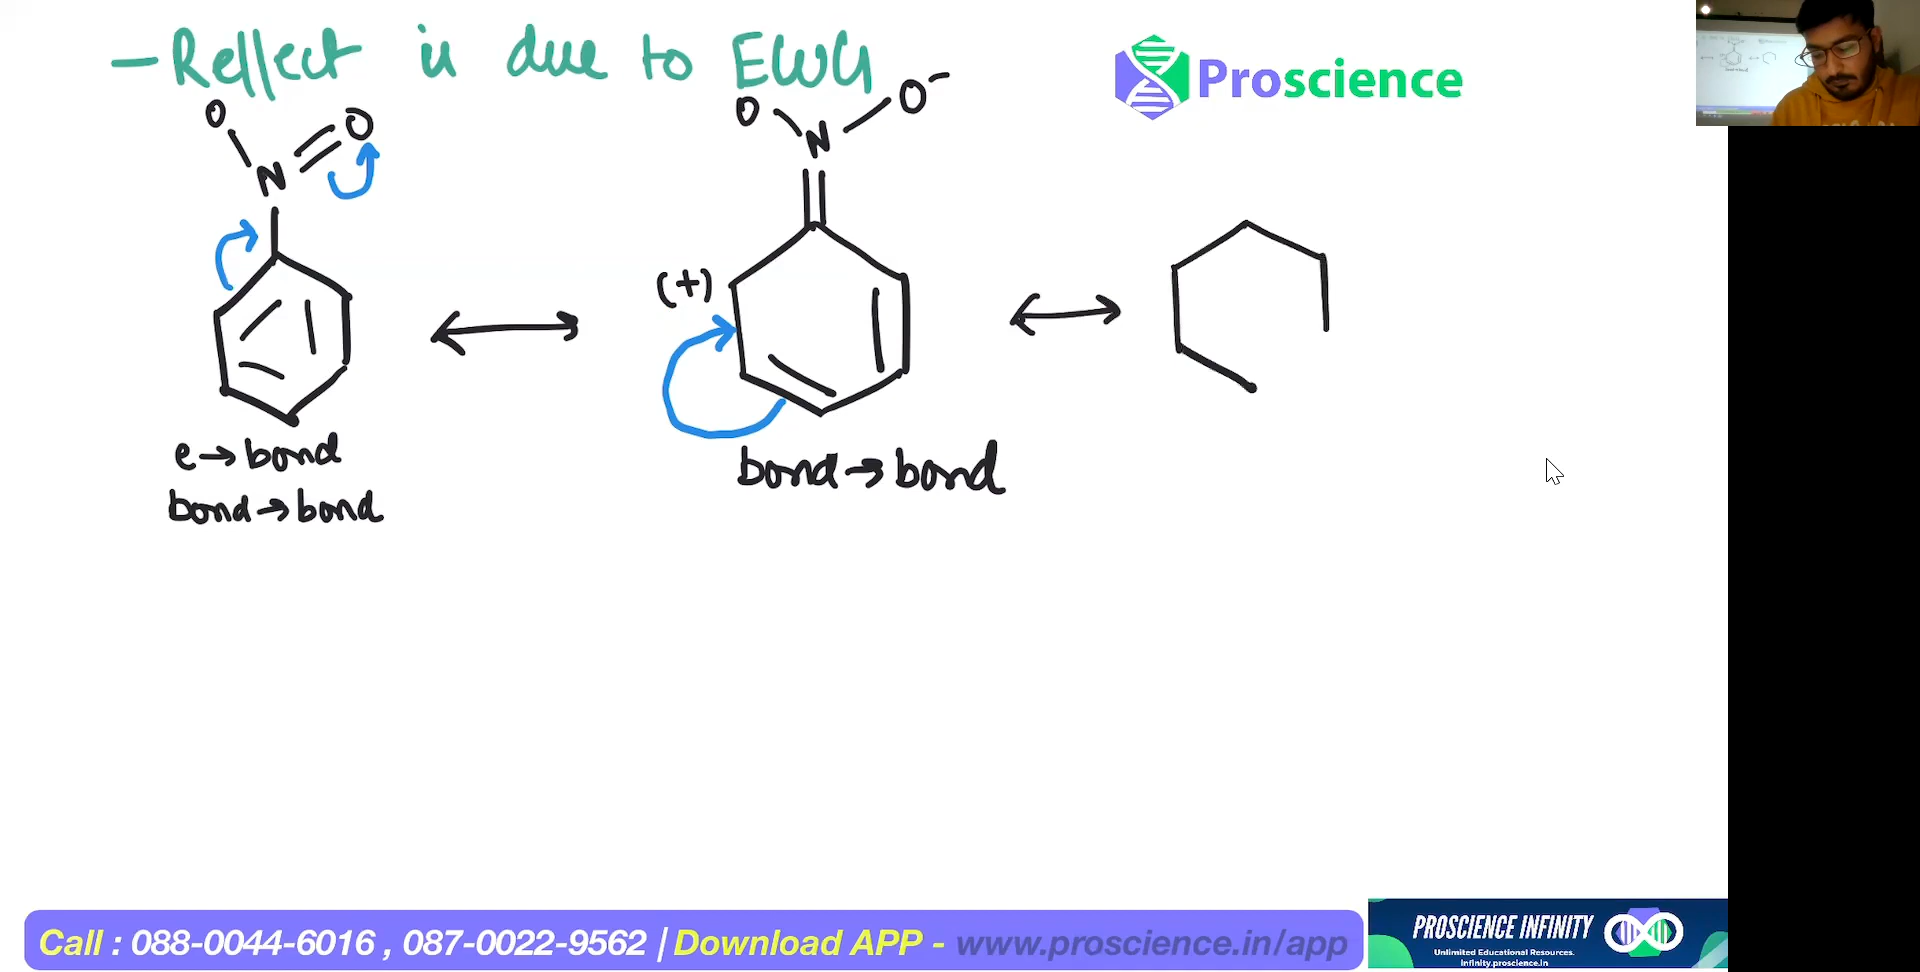 - Reffect is due to EWG
Proscience
O
O
N
O
O-
N
(+)
e → bond
bond → bond
bond → bond
Call : 088-0044-6016 , 087-0022-9562 | Download APP - www.proscience.in/app
PROSCIENCE INFINITY
Unlimited Educational Resources.
infinity.proscience.in